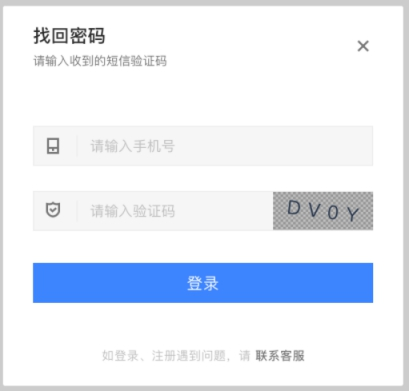 找回密码
请输入收到的短信验证码
请输入手机号
请输入验证码
DV0Y
登录
如登录、注册遇到问题，请 联系客服